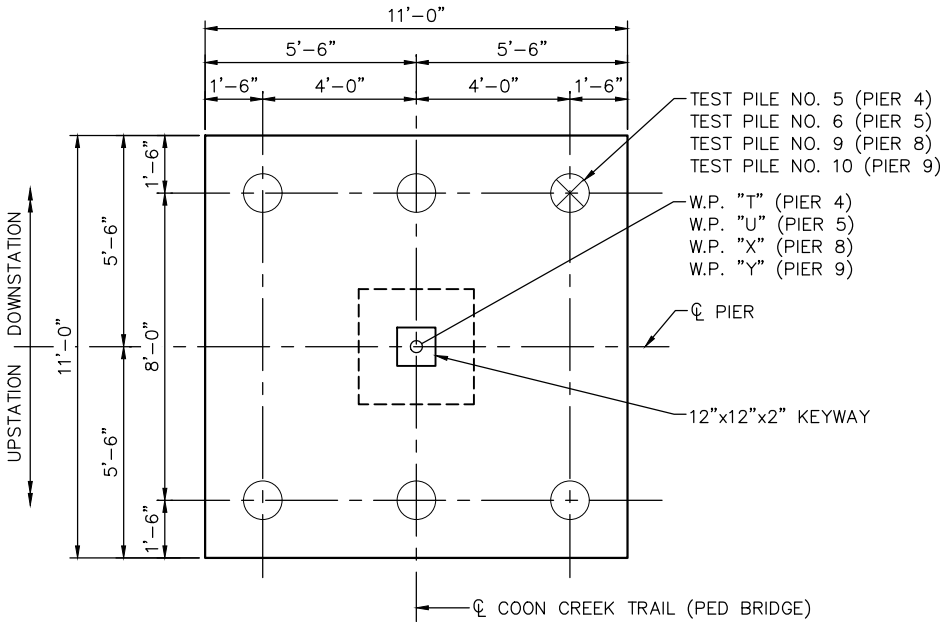 11'-0"
5'-6" 5'-6"
1'-6" 4'-0" 4'-0" 1'-6"
TEST PILE NO. 5 (PIER 4)
TEST PILE NO. 6 (PIER 5)
TEST PILE NO. 9 (PIER 8)
TEST PILE NO. 10 (PIER 9)
W.P. "T" (PIER 4)
W.P. "U" (PIER 5)
W.P. "X" (PIER 8)
W.P. "Y" (PIER 9)
℄ PIER
12"x12"x2" KEYWAY
℄ COON CREEK TRAIL (PED BRIDGE)
UPSTATION DOWNSTATION
11'-0"
5'-6" 5'-6"
1'-6" 8'-0" 1'-6"